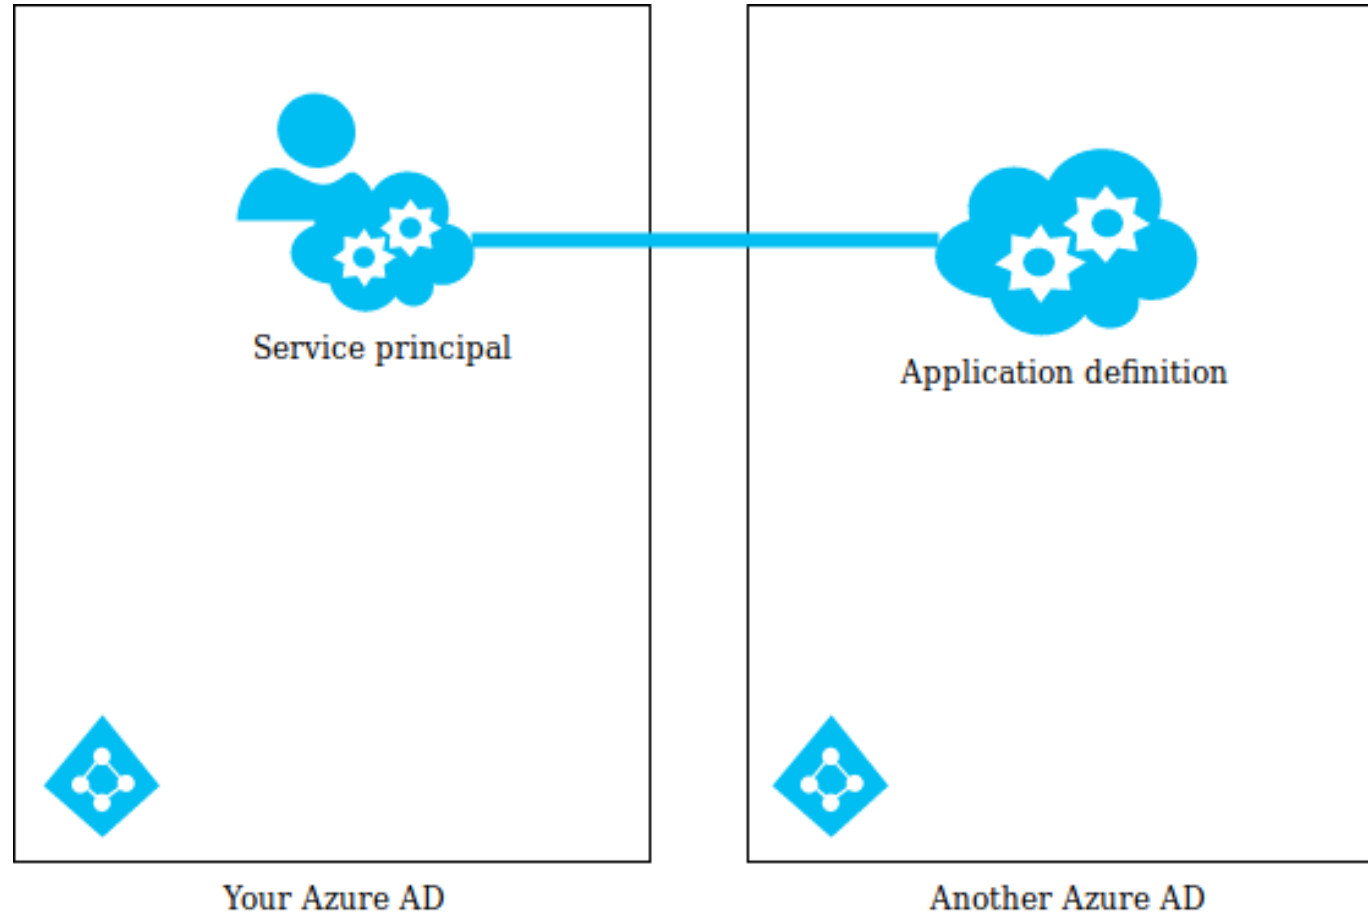 Service principal
Application definition
Your Azure AD
Another Azure AD